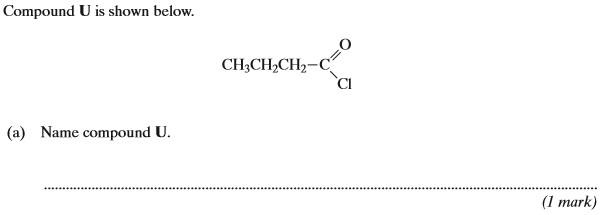 Compound U is shown below.
O
CH₃CH₂CH₂–C
Cl
(a) Name compound U.
(1 mark)